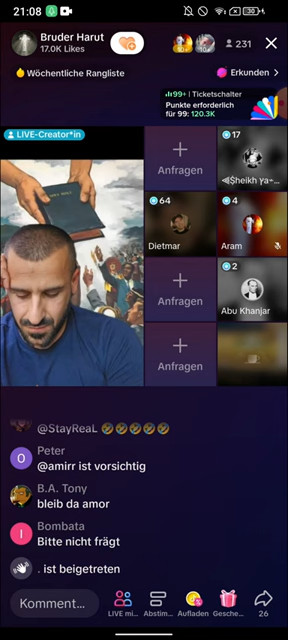 21:08
30
Bruder Harut
17.0K Likes
231
Wöchentliche Rangliste
Erkunden >
99+ | Ticketschalter
Punkte erforderlich
für 99: 120.3K
LIVE-Creator*in
Anfragen
17
64
Dietmar
4
Aram
Anfragen
2
Abu Khanjar
Anfragen
@StayReaL 🤣🤣🤣🤣🤣
O
Peter
@amirr ist vorsichtig
B.A. Tony
bleib da amor
I
Bombata
Bitte nicht frägt
. ist beigetreten
Komment...
LIVE mi...
Abstim...
Aufladen
Gesche...
26